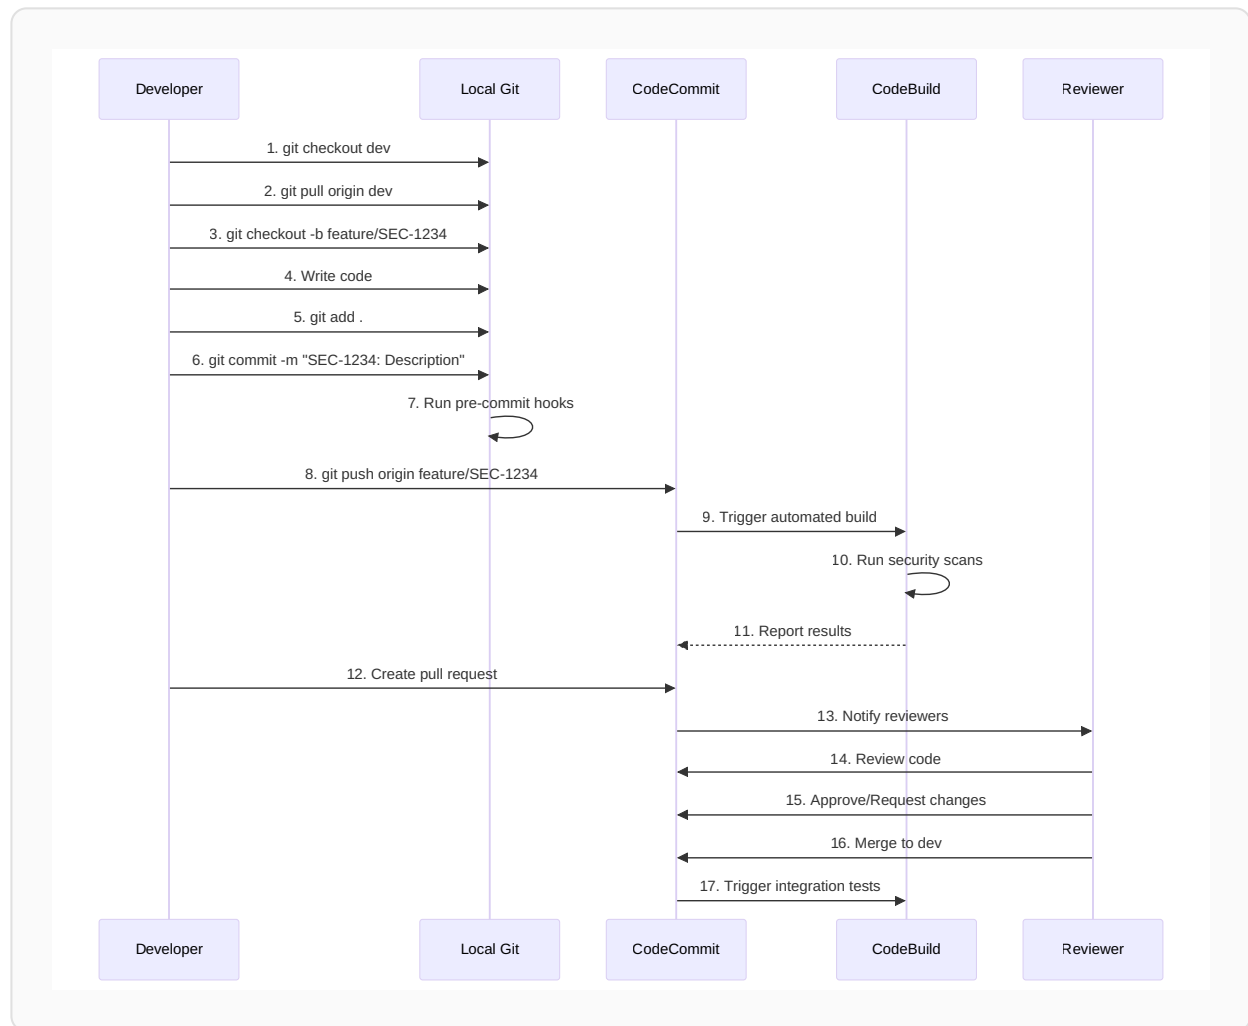 Developer
Local Git
CodeCommit
CodeBuild
Reviewer
1. git checkout dev
2. git pull origin dev
3. git checkout -b feature/SEC-1234
4. Write code
5. git add .
6. git commit -m "SEC-1234: Description"
7. Run pre-commit hooks
8. git push origin feature/SEC-1234
9. Trigger automated build
10. Run security scans
11. Report results
12. Create pull request
13. Notify reviewers
14. Review code
15. Approve/Request changes
16. Merge to dev
17. Trigger integration tests
Developer
Local Git
CodeCommit
CodeBuild
Reviewer